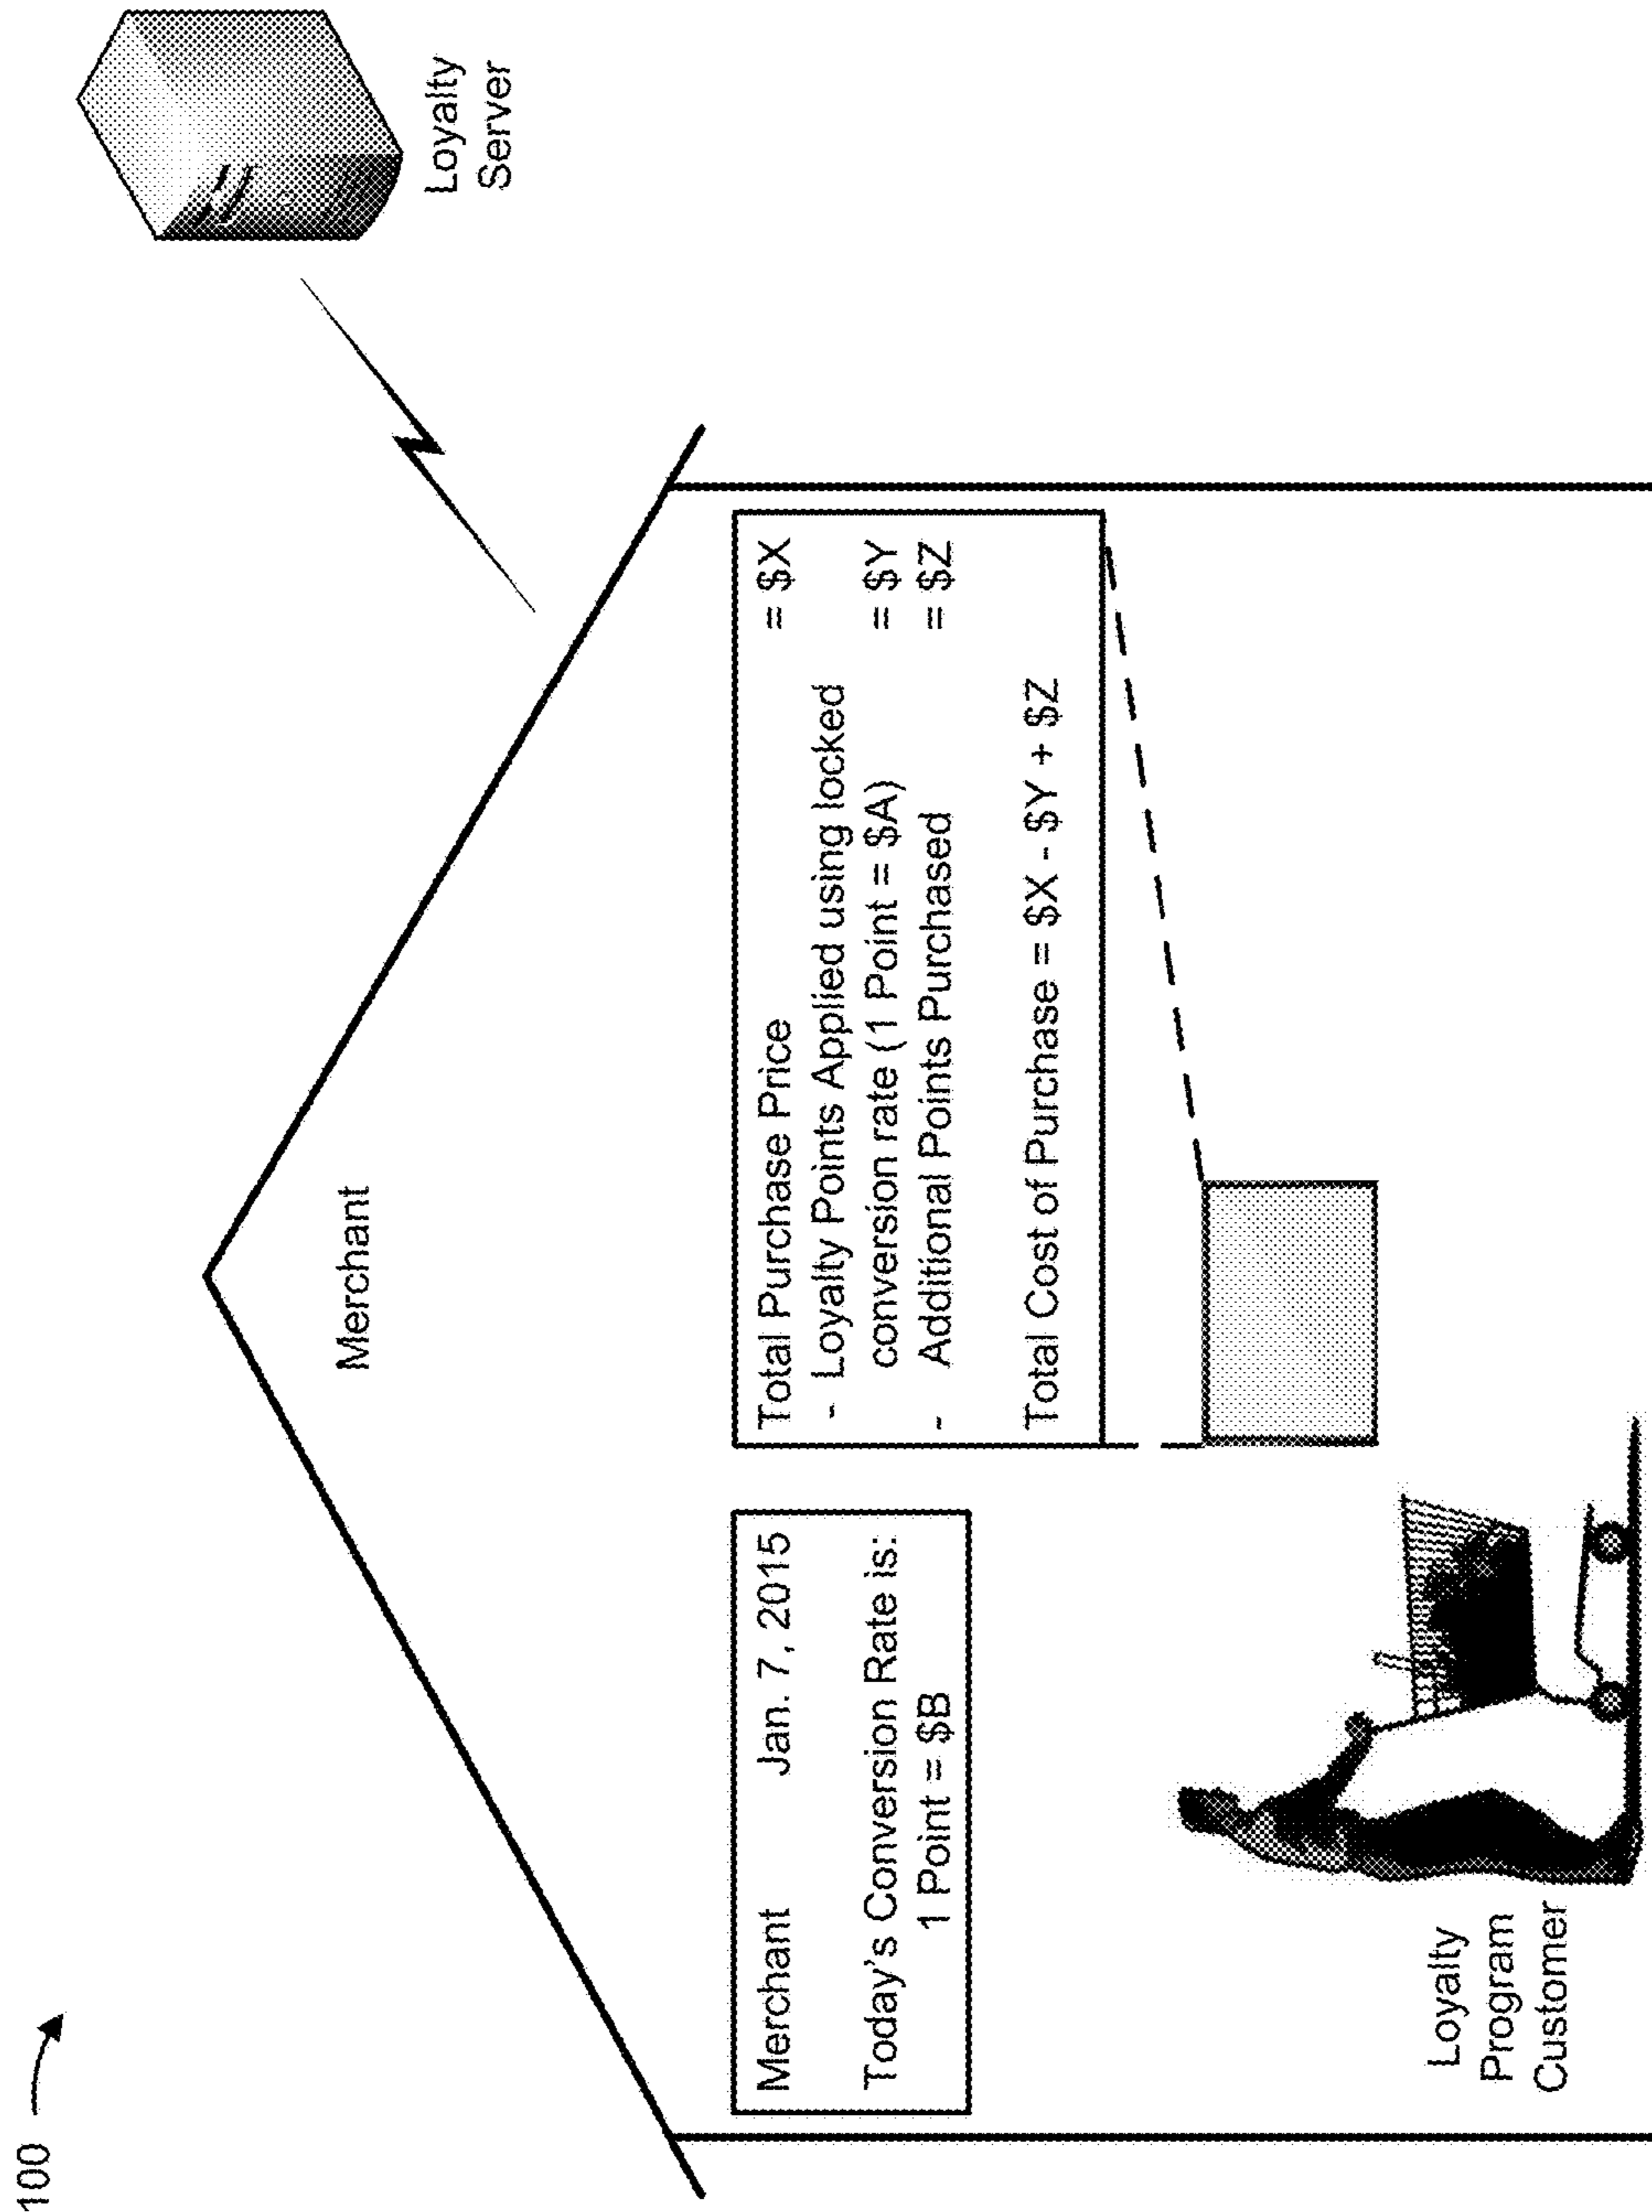 100
Loyalty
Server
Merchant
Merchant Jan. 7, 2015
Today's Conversion Rate is:
1 Point = $B
Total Purchase Price = $X
- Loyalty Points Applied using locked
conversion rate (1 Point = $A) = $Y
- Additional Points Purchased = $Z
Total Cost of Purchase = $X - $Y + $Z
Loyalty
Program
Customer